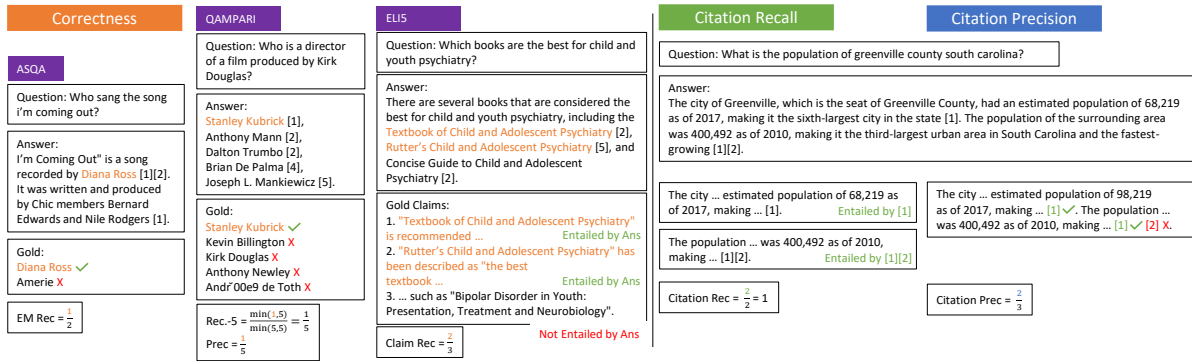 Correctness
ASQA
Question: Who sang the song
i'm coming out?
Answer:
I'm Coming Out" is a song
recorded by Diana Ross [1][2].
It was written and produced
by Chic members Bernard
Edwards and Nile Rodgers [1].
Gold:
Diana Ross ✓
Amerie X
EM Rec = 1/2
QAMPARI
Question: Who is a director
of a film produced by Kirk
Douglas?
Answer:
Stanley Kubrick [1],
Anthony Mann [2],
Dalton Trumbo [2],
Brian De Palma [4],
Joseph L. Mankiewicz [5].
Gold:
Stanley Kubrick ✓
Kevin Billington X
Kirk Douglas X
Anthony Newley X
Andr˘00e9 de Toth X
Rec.-5 = min(1,5)/min(5,5) = 1/5
Prec = 1/5
ELI5
Question: Which books are the best for child and
youth psychiatry?
Answer:
There are several books that are considered the
best for child and youth psychiatry, including the
Textbook of Child and Adolescent Psychiatry [2],
Rutter's Child and Adolescent Psychiatry [5], and
Concise Guide to Child and Adolescent
Psychiatry [2].
Gold Claims:
1. "Textbook of Child and Adolescent Psychiatry"
is recommended ... Entailed by Ans
2. "Rutter's Child and Adolescent Psychiatry" has
been described as "the best
textbook ... Entailed by Ans
3. ... such as "Bipolar Disorder in Youth:
Presentation, Treatment and Neurobiology".
Not Entailed by Ans
Claim Rec = 2/3
Citation Recall
Citation Precision
Question: What is the population of greenville county south carolina?
Answer:
The city of Greenville, which is the seat of Greenville County, had an estimated population of 68,219
as of 2017, making it the sixth-largest city in the state [1]. The population of the surrounding area
was 400,492 as of 2010, making it the third-largest urban area in South Carolina and the fastest-
growing [1][2].
The city ... estimated population of 68,219 as
of 2017, making ... [1]. Entailed by [1]
The population ... was 400,492 as of 2010,
making ... [1][2]. Entailed by [1][2]
Citation Rec = 2/2 = 1
The city ... estimated population of 98,219
as of 2017, making ... [1] ✓. The population ...
was 400,492 as of 2010, making ... [1] ✓ [2] X.
Citation Prec = 2/3